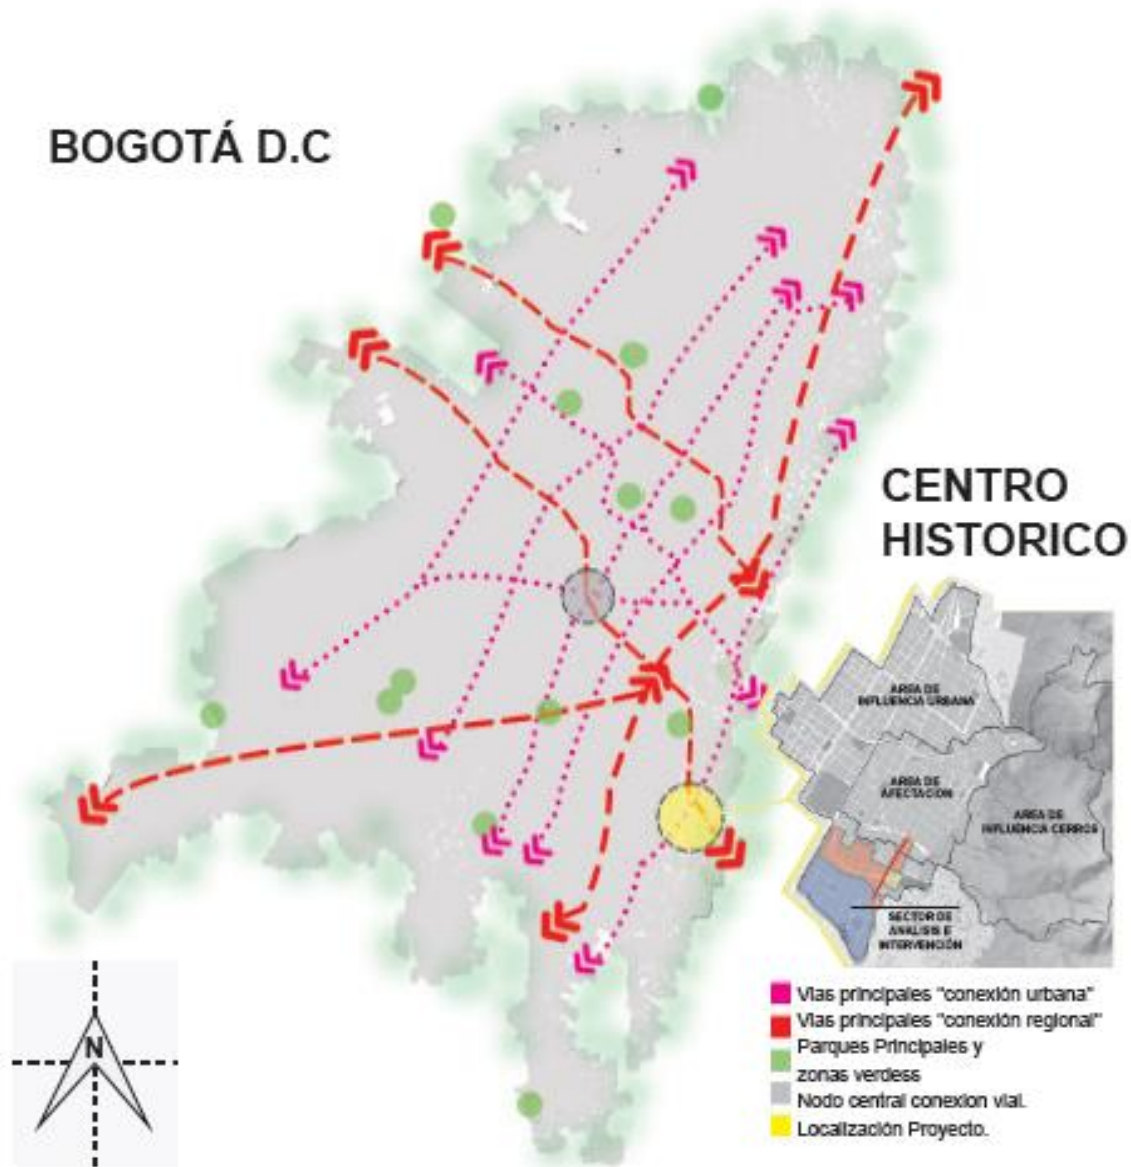 BOGOTÁ D.C
CENTRO
HISTORICO
AREA DE
INFLUENCIA URBANA
AREA DE
AFECTACION
AREA DE
INFLUENCIA CERROS
SECTOR DE
ANALISIS E
INTERVENCIÓN
N
Vias principales "conexión urbana"
Vias principales "conexión regional"
Parques Principales y
zonas verdess
Nodo central conexion vial.
Localización Proyecto.